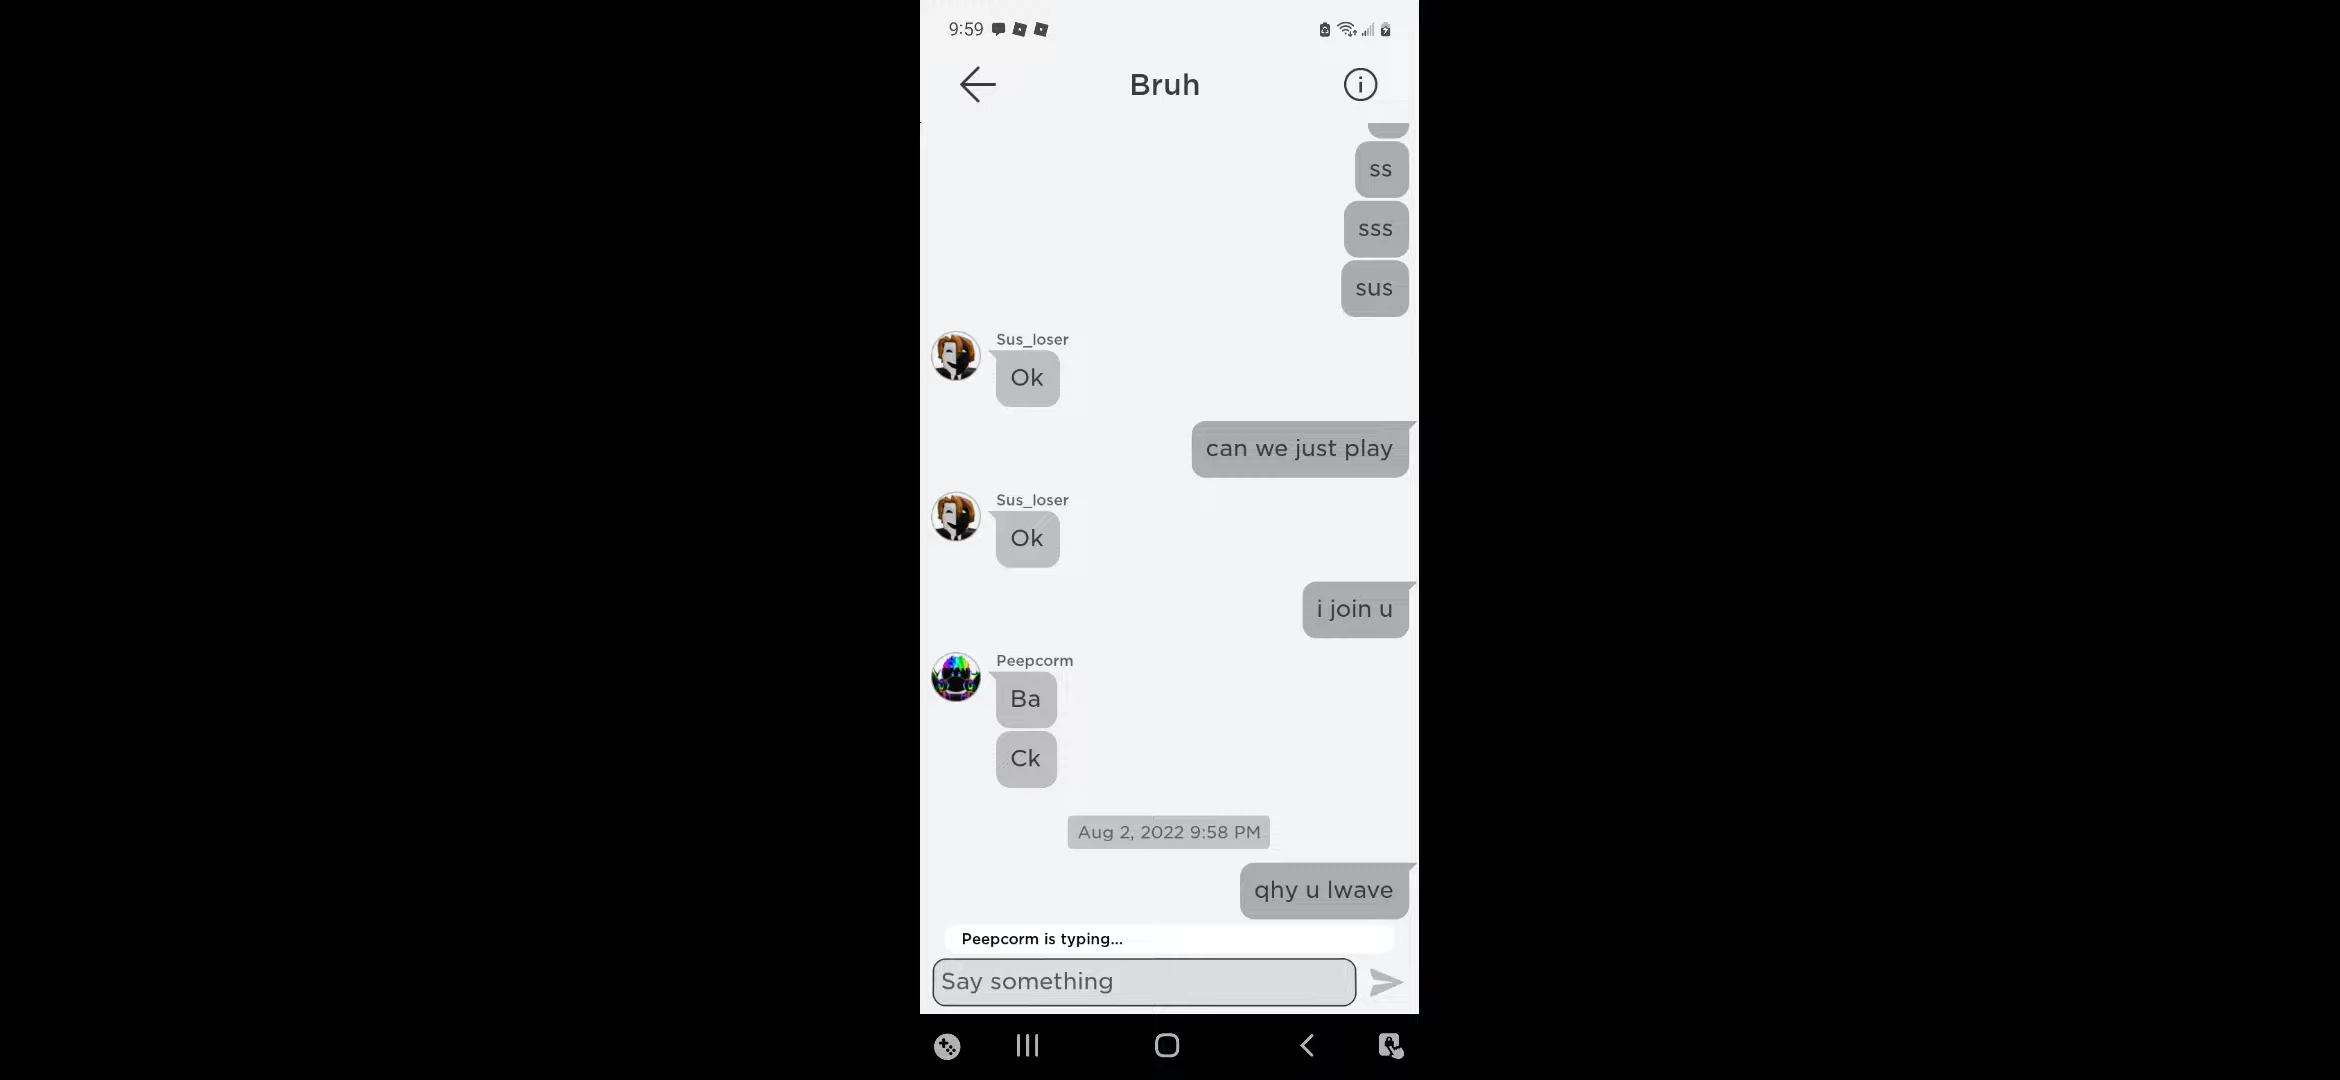 9:59
Bruh
ss
sss
sus
Sus_loser
Ok
can we just play
Sus_loser
Ok
i join u
Peepcorm
Ba
Ck
Aug 2, 2022 9:58 PM
qhy u lwave
Peepcorm is typing...
Say something